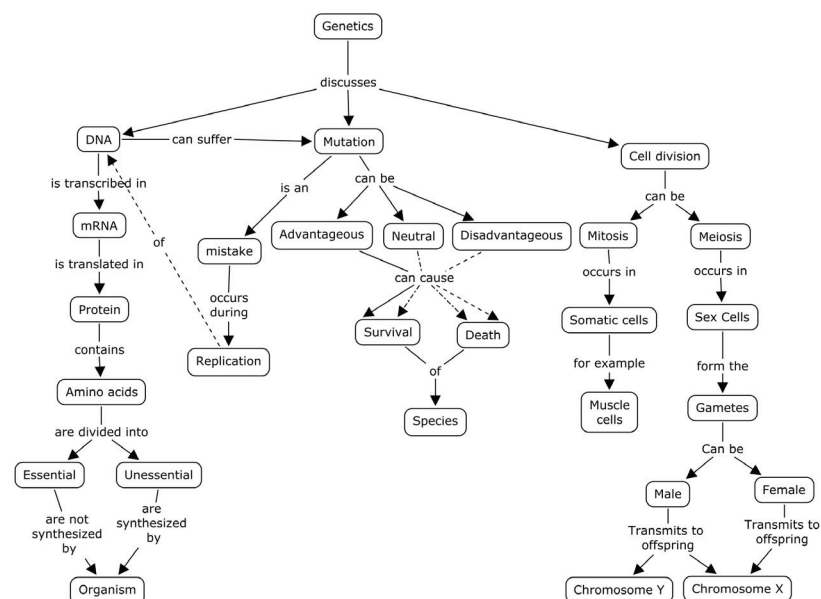 Genetics
discusses
DNA
can suffer
Mutation
Cell division
is transcribed in
is an
can be
can be
mRNA
of
mistake
Advantageous
Neutral
Disadvantageous
Mitosis
Meiosis
is translated in
can cause
occurs in
occurs in
Protein
occurs
during
Survival
Death
Somatic cells
Sex Cells
contains
Replication
of
for example
form the
Amino acids
Species
Muscle
cells
Gametes
are divided into
Can be
Essential
Unessential
Male
Female
are not
synthesized
by
are
synthesized
by
Transmits to
offspring
Transmits to
offspring
Organism
Chromosome Y
Chromosome X